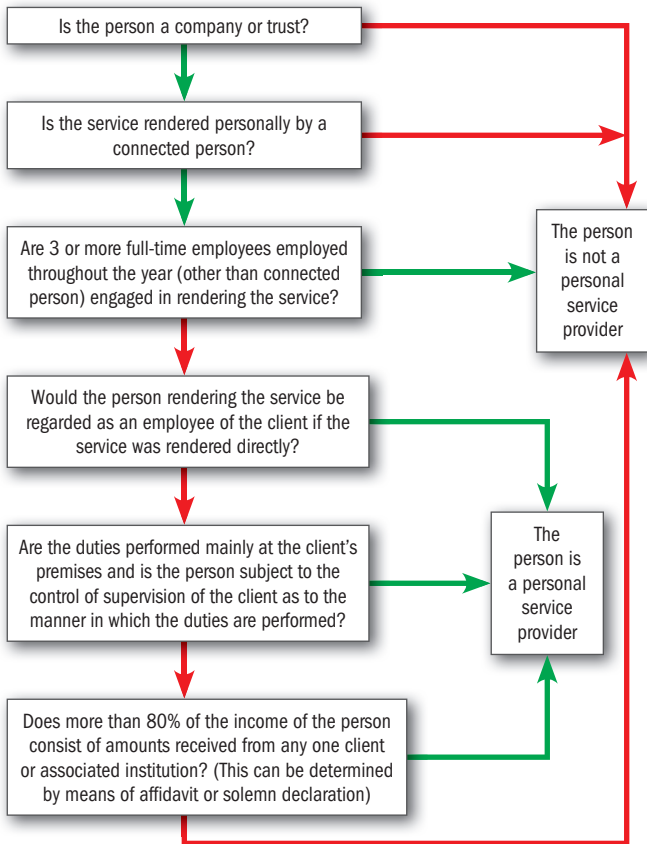 Is the person a company or trust?
Is the service rendered personally by a
connected person?
Are 3 or more full-time employees employed
throughout the year (other than connected
person) engaged in rendering the service?
The person
is not a
personal
service
provider
Would the person rendering the service be
regarded as an employee of the client if the
service was rendered directly?
Are the duties performed mainly at the client's
premises and is the person subject to the
control of supervision of the client as to the
manner in which the duties are performed?
The
person is
a personal
service
provider
Does more than 80% of the income of the person
consist of amounts received from any one client
or associated institution? (This can be determined
by means of affidavit or solemn declaration)